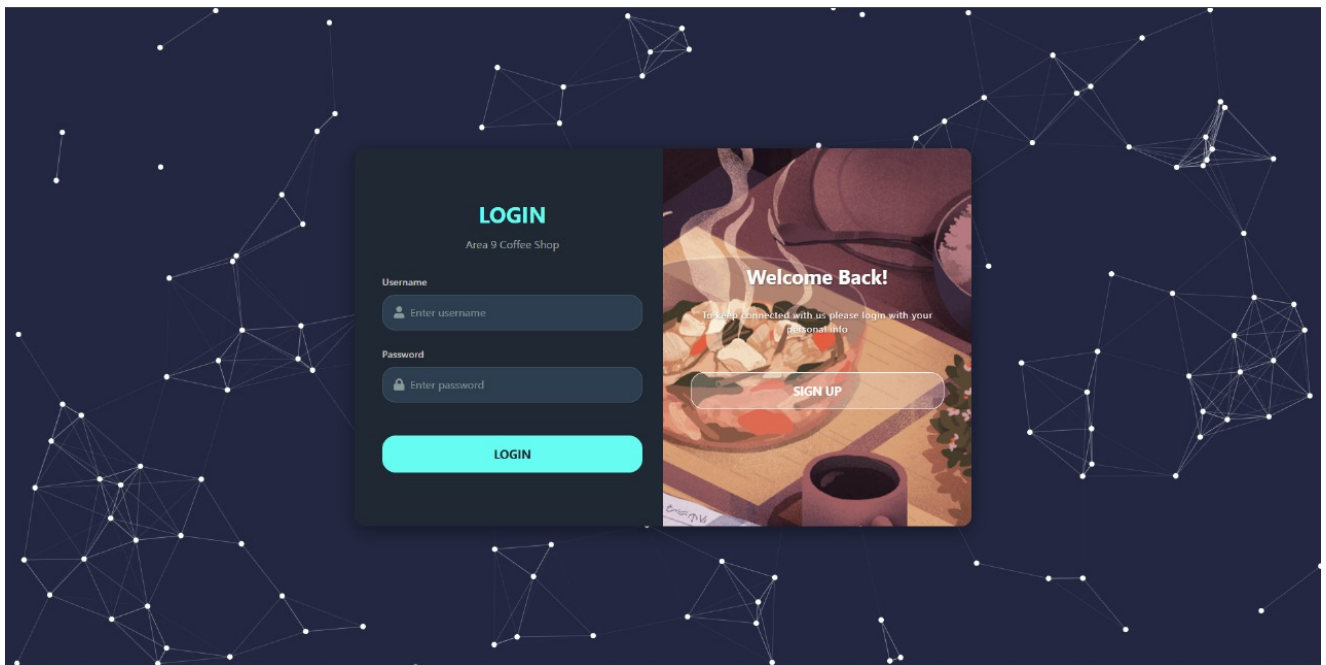 LOGIN
Area 9 Coffee Shop
Username
Enter username
Password
Enter password
LOGIN
Welcome Back!
To keep connected with us please login with your
personal info
SIGN UP